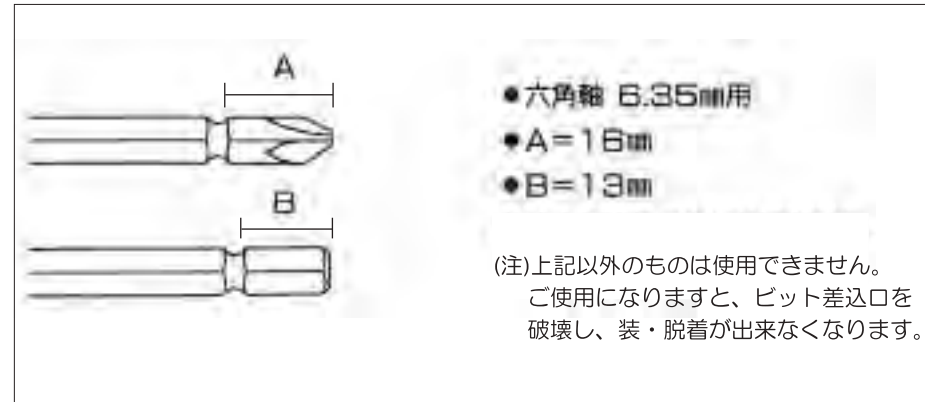 A
B
●六角軸 6.35㎜用
●A=16㎜
●B=13㎜
(注)上記以外のものは使用できません。
ご使用になりますと、ビット差込口を
破壊し、装・脱着が出来なくなります。